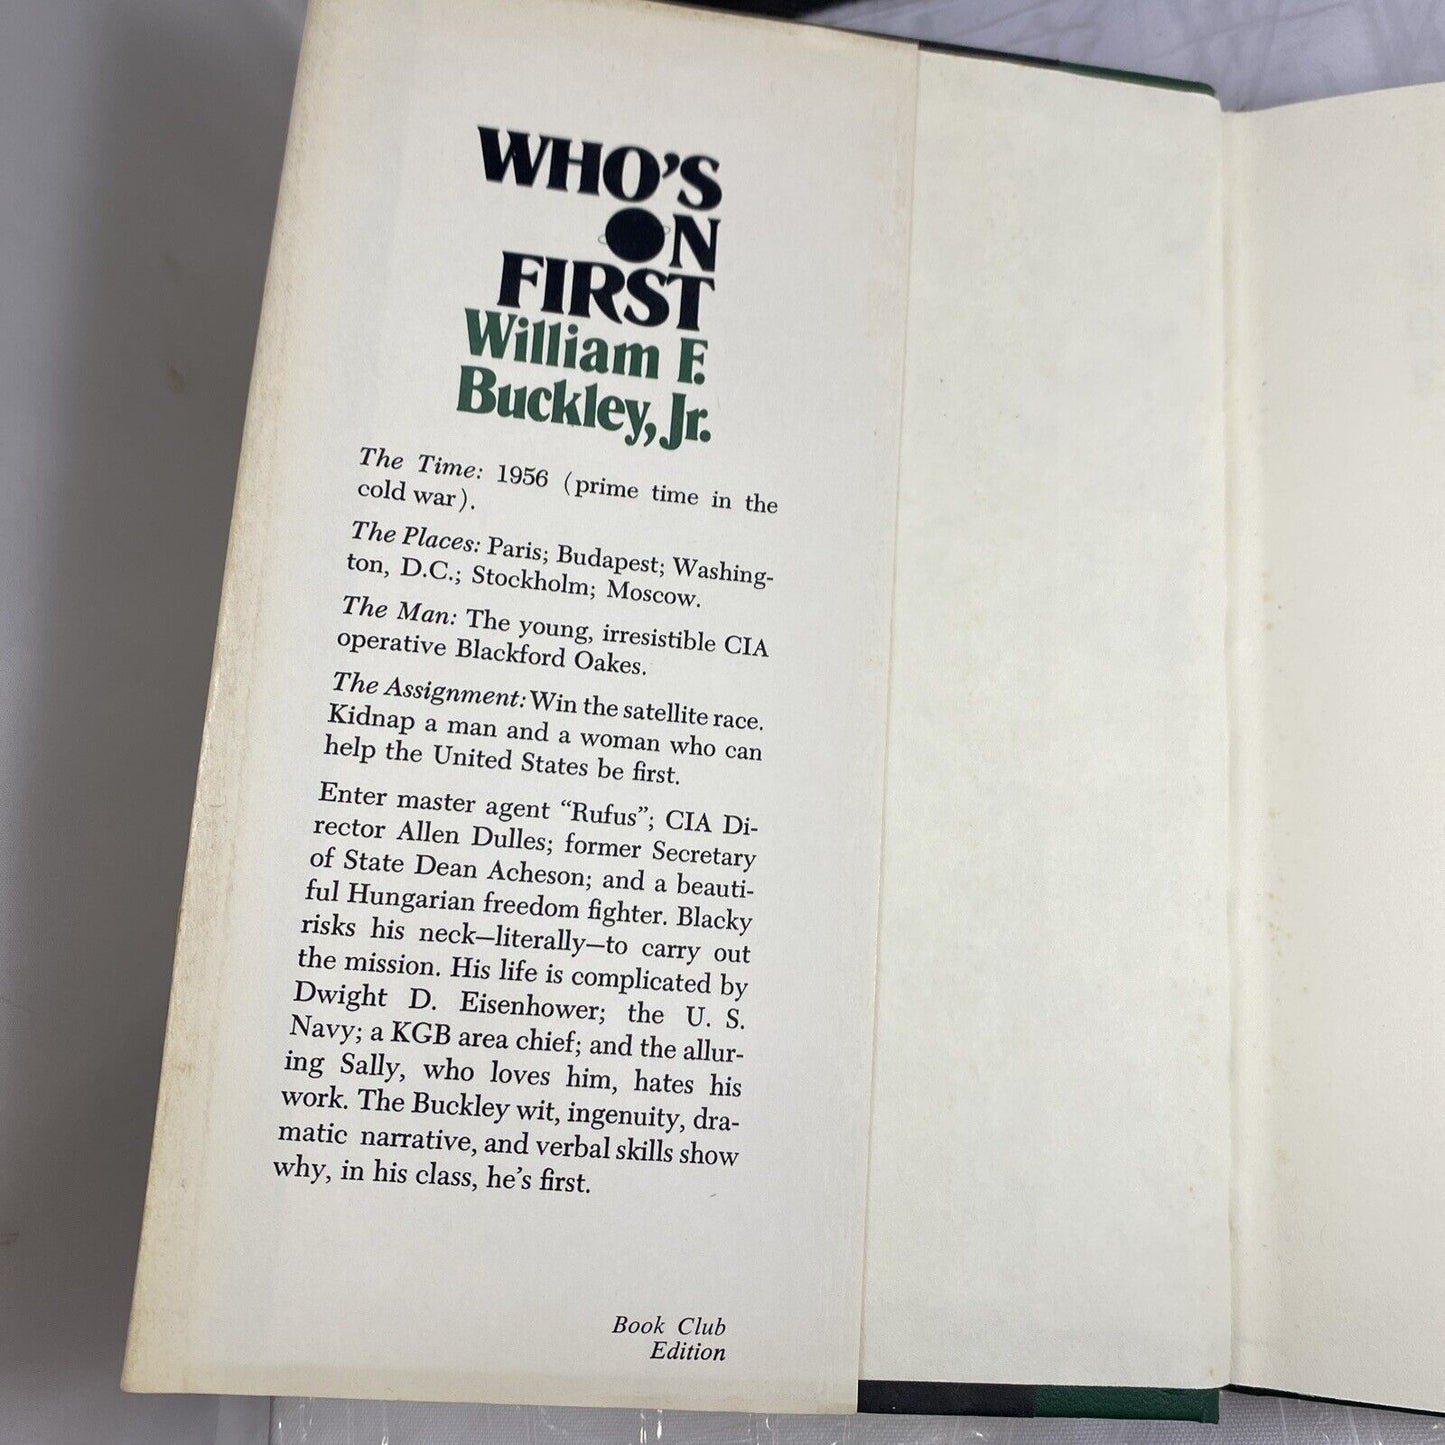 WHO'S
ON
FIRST
William F.
Buckley, Jr.
The Time: 1956 (prime time in the
cold war).
The Places: Paris; Budapest; Washing-
ton, D.C.; Stockholm; Moscow.
The Man: The young, irresistible CIA
operative Blackford Oakes.
The Assignment: Win the satellite race.
Kidnap a man and a woman who can
help the United States be first.
Enter master agent “Rufus”; CIA Di-
rector Allen Dulles; former Secretary
of State Dean Acheson; and a beauti-
ful Hungarian freedom fighter. Blacky
risks his neck—literally—to carry out
the mission. His life is complicated by
Dwight D. Eisenhower; the U. S.
Navy; a KGB area chief; and the allur-
ing Sally, who loves him, hates his
work. The Buckley wit, ingenuity, dra-
matic narrative, and verbal skills show
why, in his class, he’s first.
Book Club
Edition